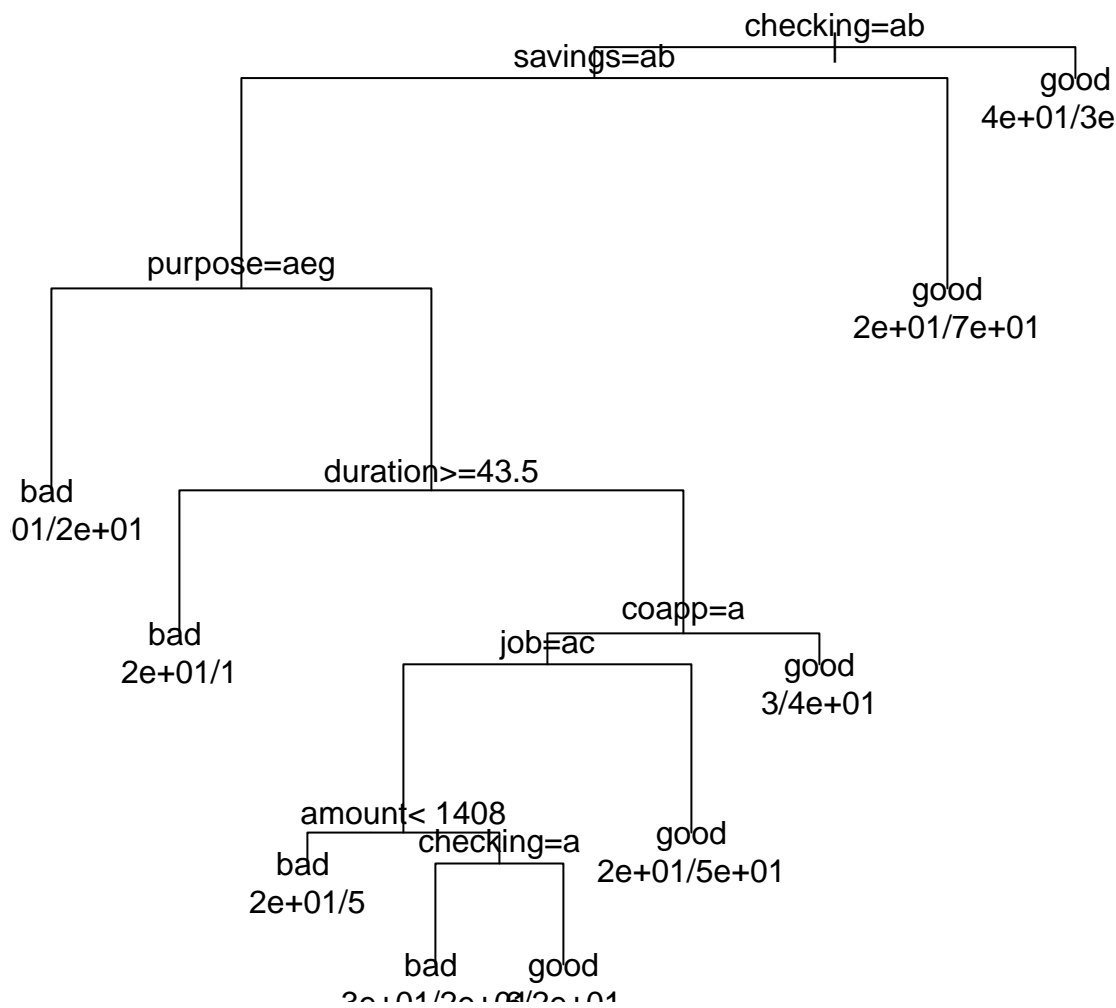 checking=ab
savings=ab
good
4e+01/3e
purpose=aeg
good
2e+01/7e+01
duration>=43.5
bad
01/2e+01
coapp=a
bad
2e+01/1
job=ac
good
3/4e+01
amount< 1408
checking=a
good
2e+01/5e+01
bad
2e+01/5
bad
good